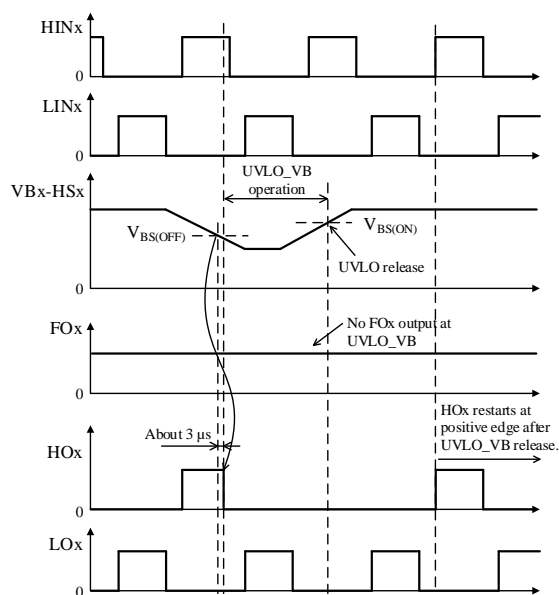 HINx
0
LINx
0
UVLO_VB
operation
VBx-HSx
VBS(OFF)
VBS(ON)
UVLO release
0
FOx
No FOx output at
UVLO_VB
0
HOx restarts at
positive edge after
UVLO_VB release.
About 3 µs
HOx
0
LOx
0